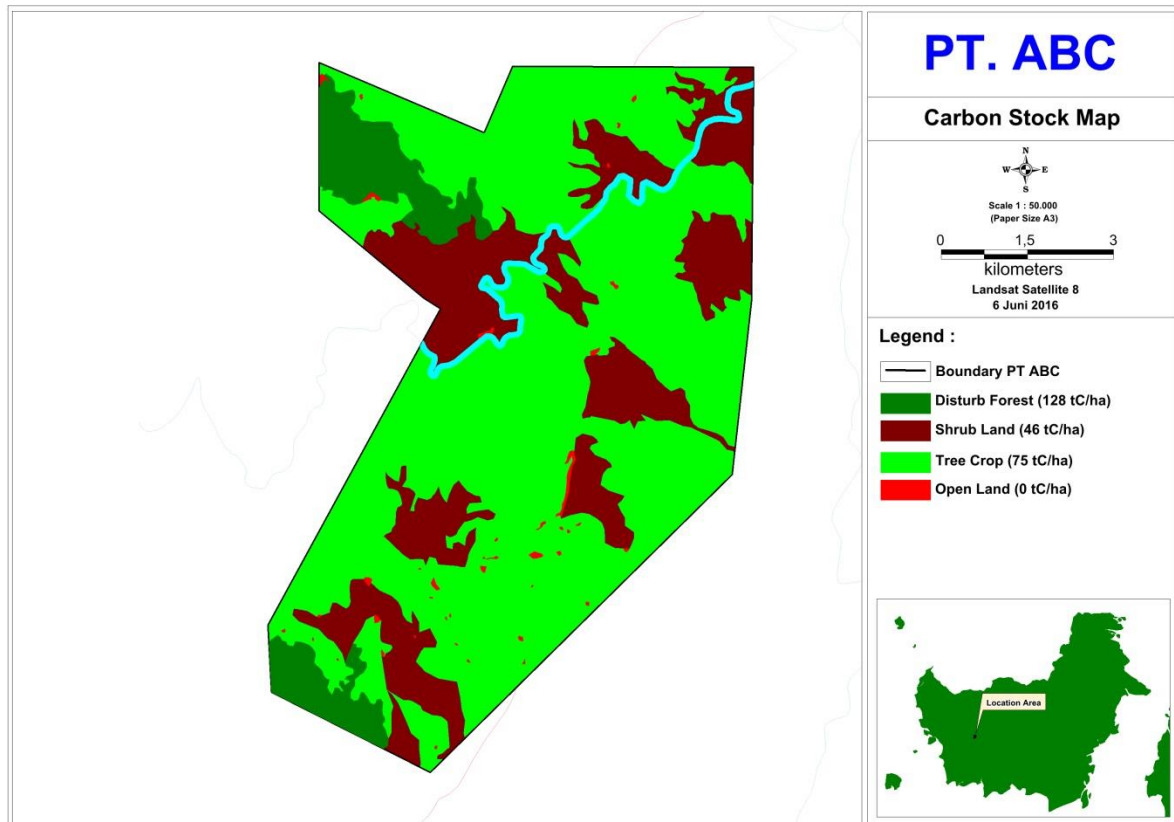 PT. ABC
Carbon Stock Map
N
W E
S
Scale 1 : 50.000
(Paper Size A3)
0 1,5 3
kilometers
Landsat Satellite 8
6 Juni 2016
Legend :
Boundary PT ABC
Disturb Forest (128 tC/ha)
Shrub Land (46 tC/ha)
Tree Crop (75 tC/ha)
Open Land (0 tC/ha)
Location Area